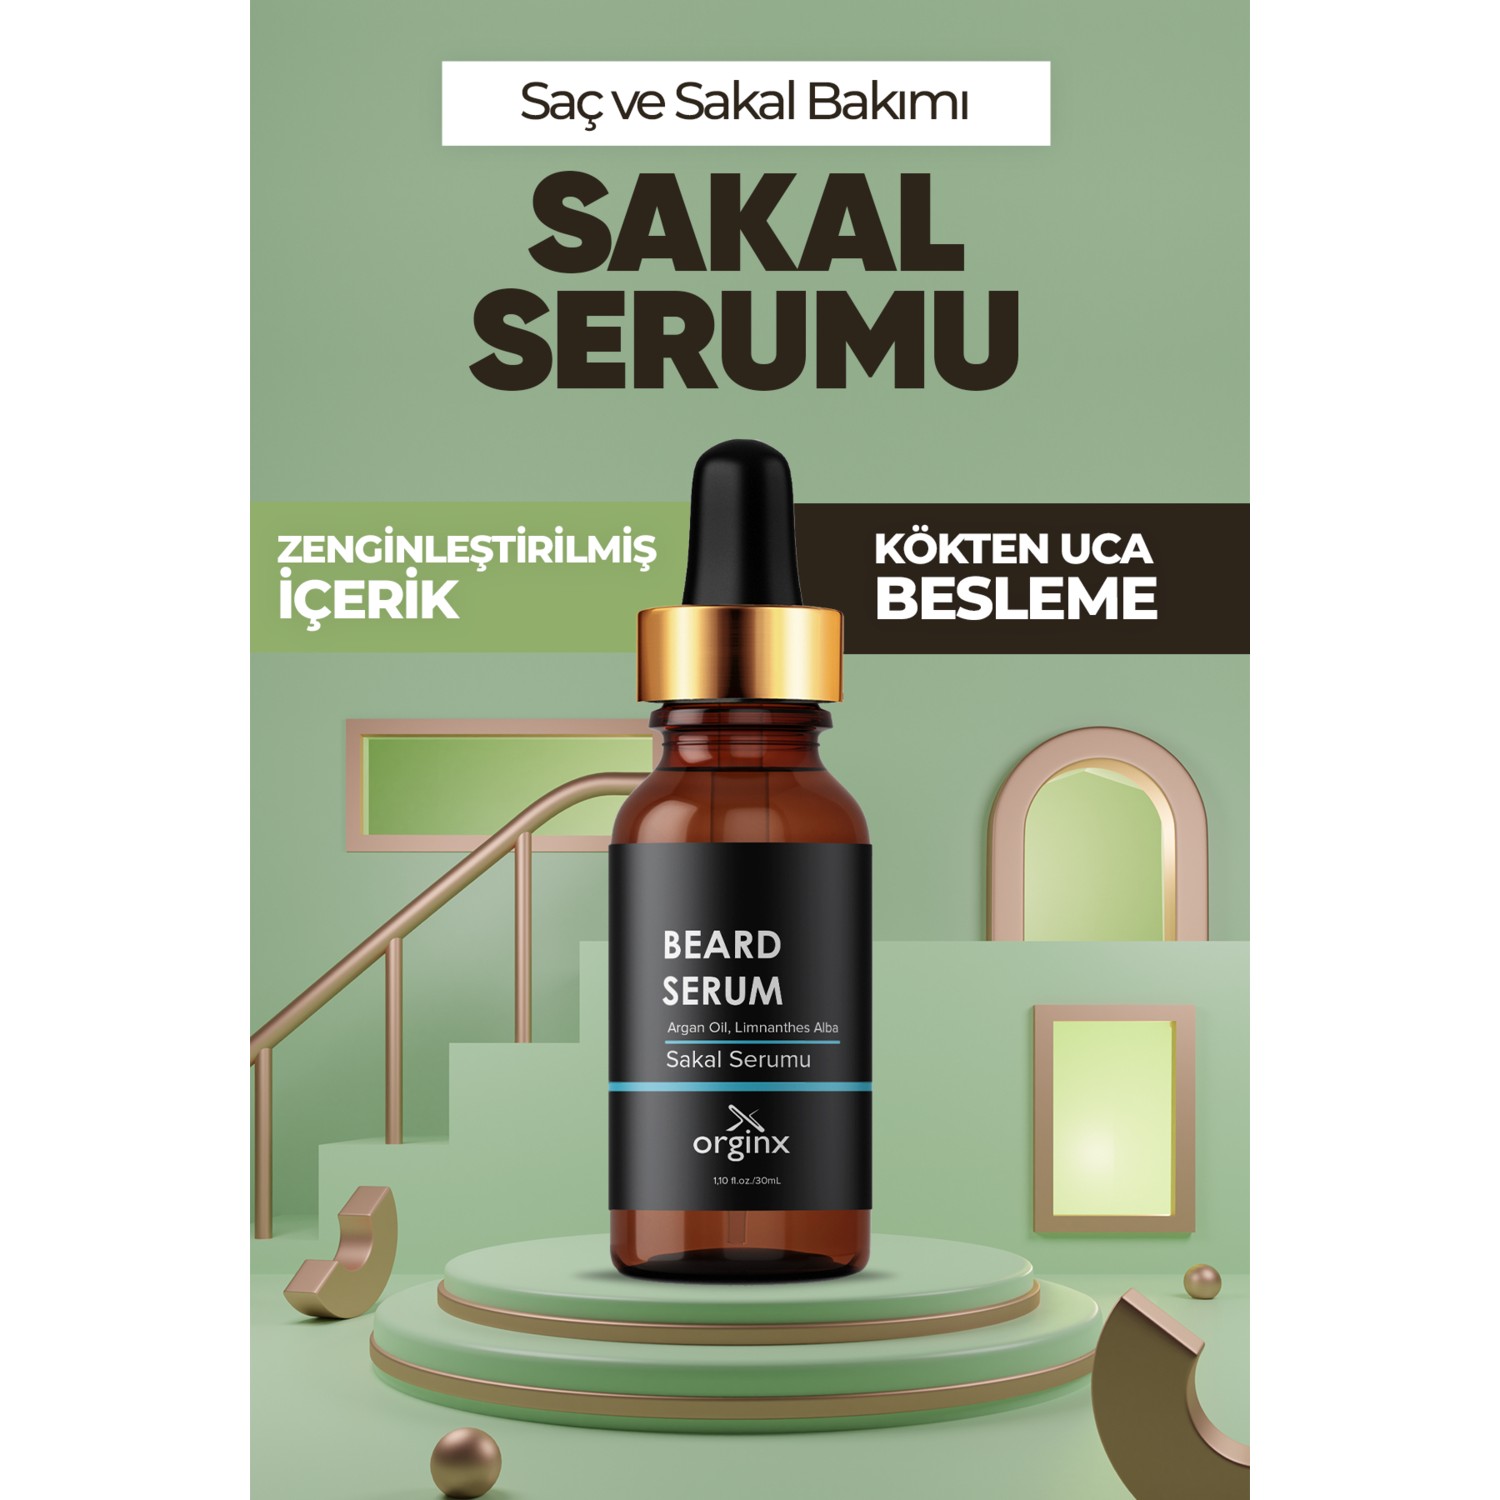 Saç ve Sakal Bakımı
SAKAL
SERUMU
ZENGİNLEŞTİRİLMİŞ
İÇERİK
KÖKTEN UCA
BESLEME
BEARD
SERUM
Argan Oil, Limnanthes Alba
Sakal Serumu
orginx
1,10 fl.oz./30mL